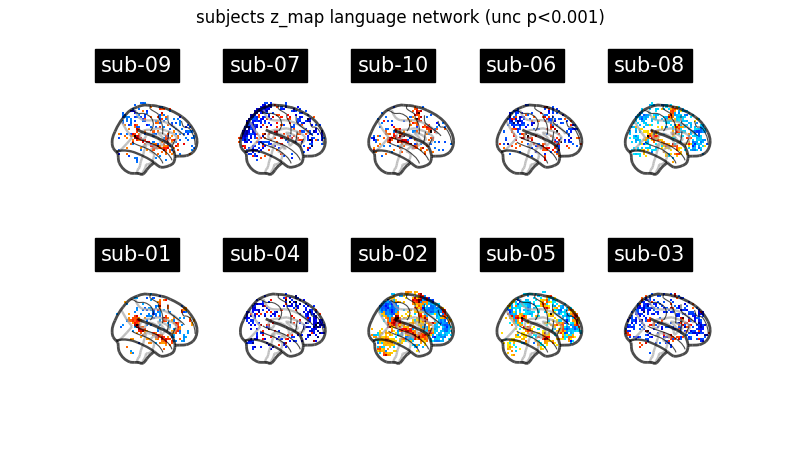 subjects z_map language network (unc p<0.001)
sub-09 sub-07 sub-10 sub-06 sub-08
sub-01 sub-04 sub-02 sub-05 sub-03